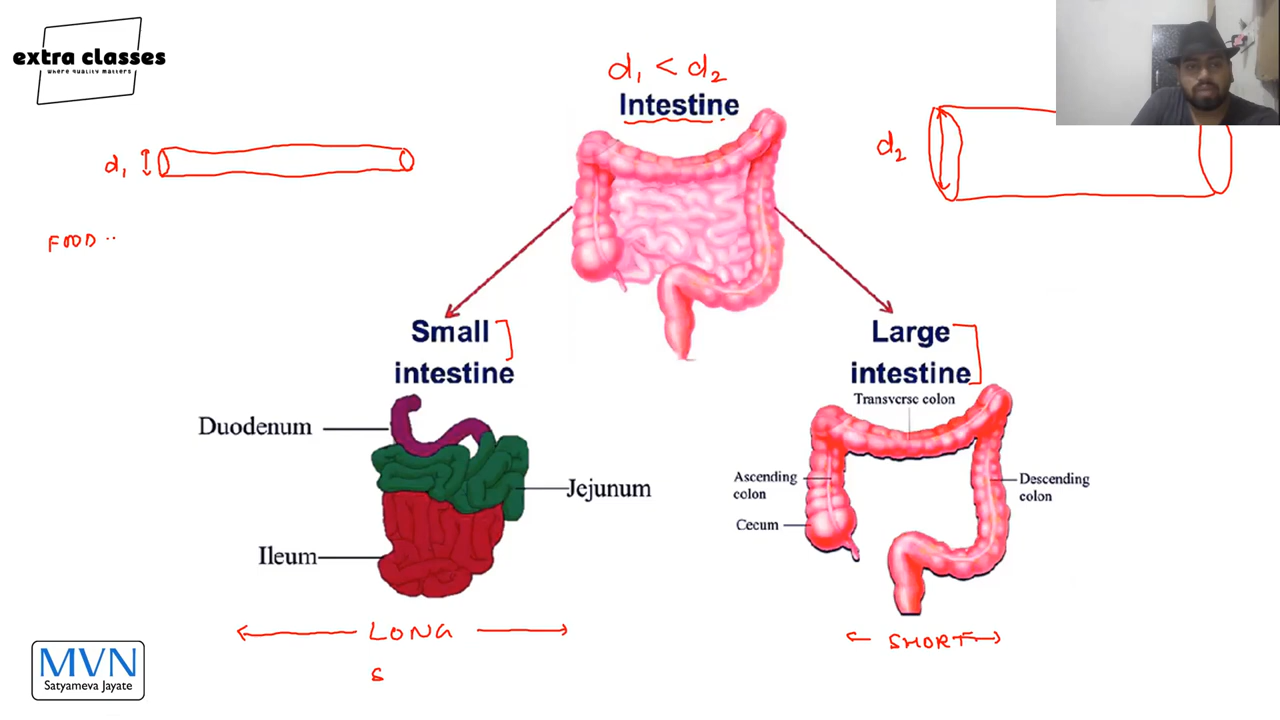 extra classes
where quality matters
d₁ < d₂
Intestine
d₁
d₂
FOOD ..
Small
intestine
Large
intestine
Transverse colon
Duodenum
Jejunum
Ileum
Ascending
colon
Cecum
Descending
colon
LONG
SHORT
S
MVN
Satyameva Jayate